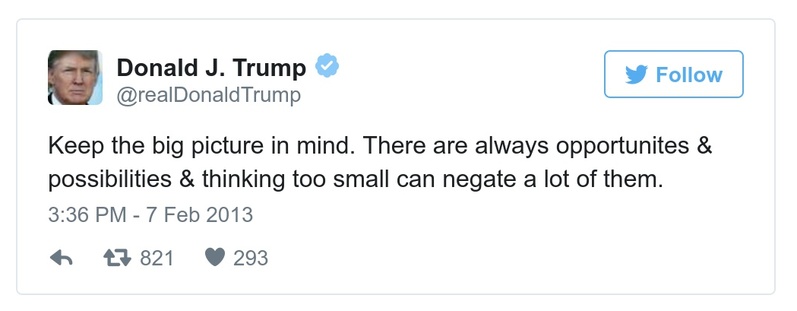 Donald J. Trump
@realDonaldTrump
Follow
Keep the big picture in mind. There are always opportunites &
possibilities & thinking too small can negate a lot of them.
3:36 PM - 7 Feb 2013
821 293